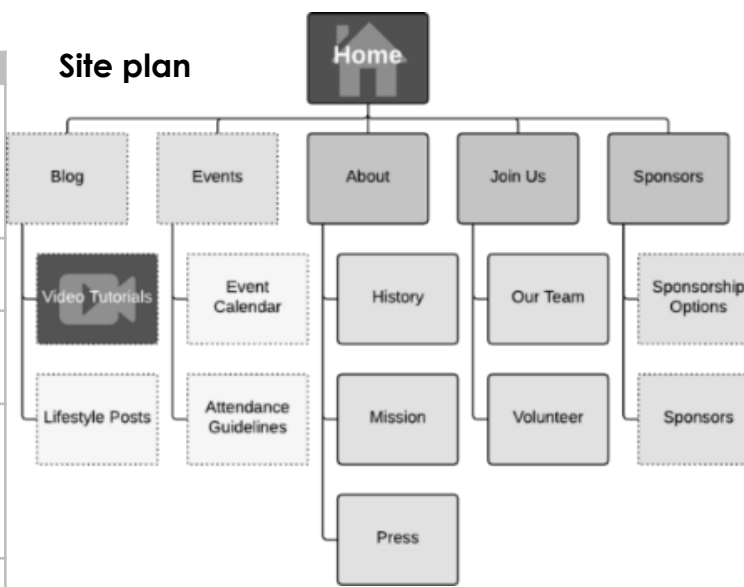 Site plan
Home
Blog
Events
About
Join Us
Sponsors
Video Tutorials
Event
Calendar
History
Our Team
Sponsorship
Options
Lifestyle Posts
Attendance
Guidelines
Mission
Volunteer
Sponsors
Press